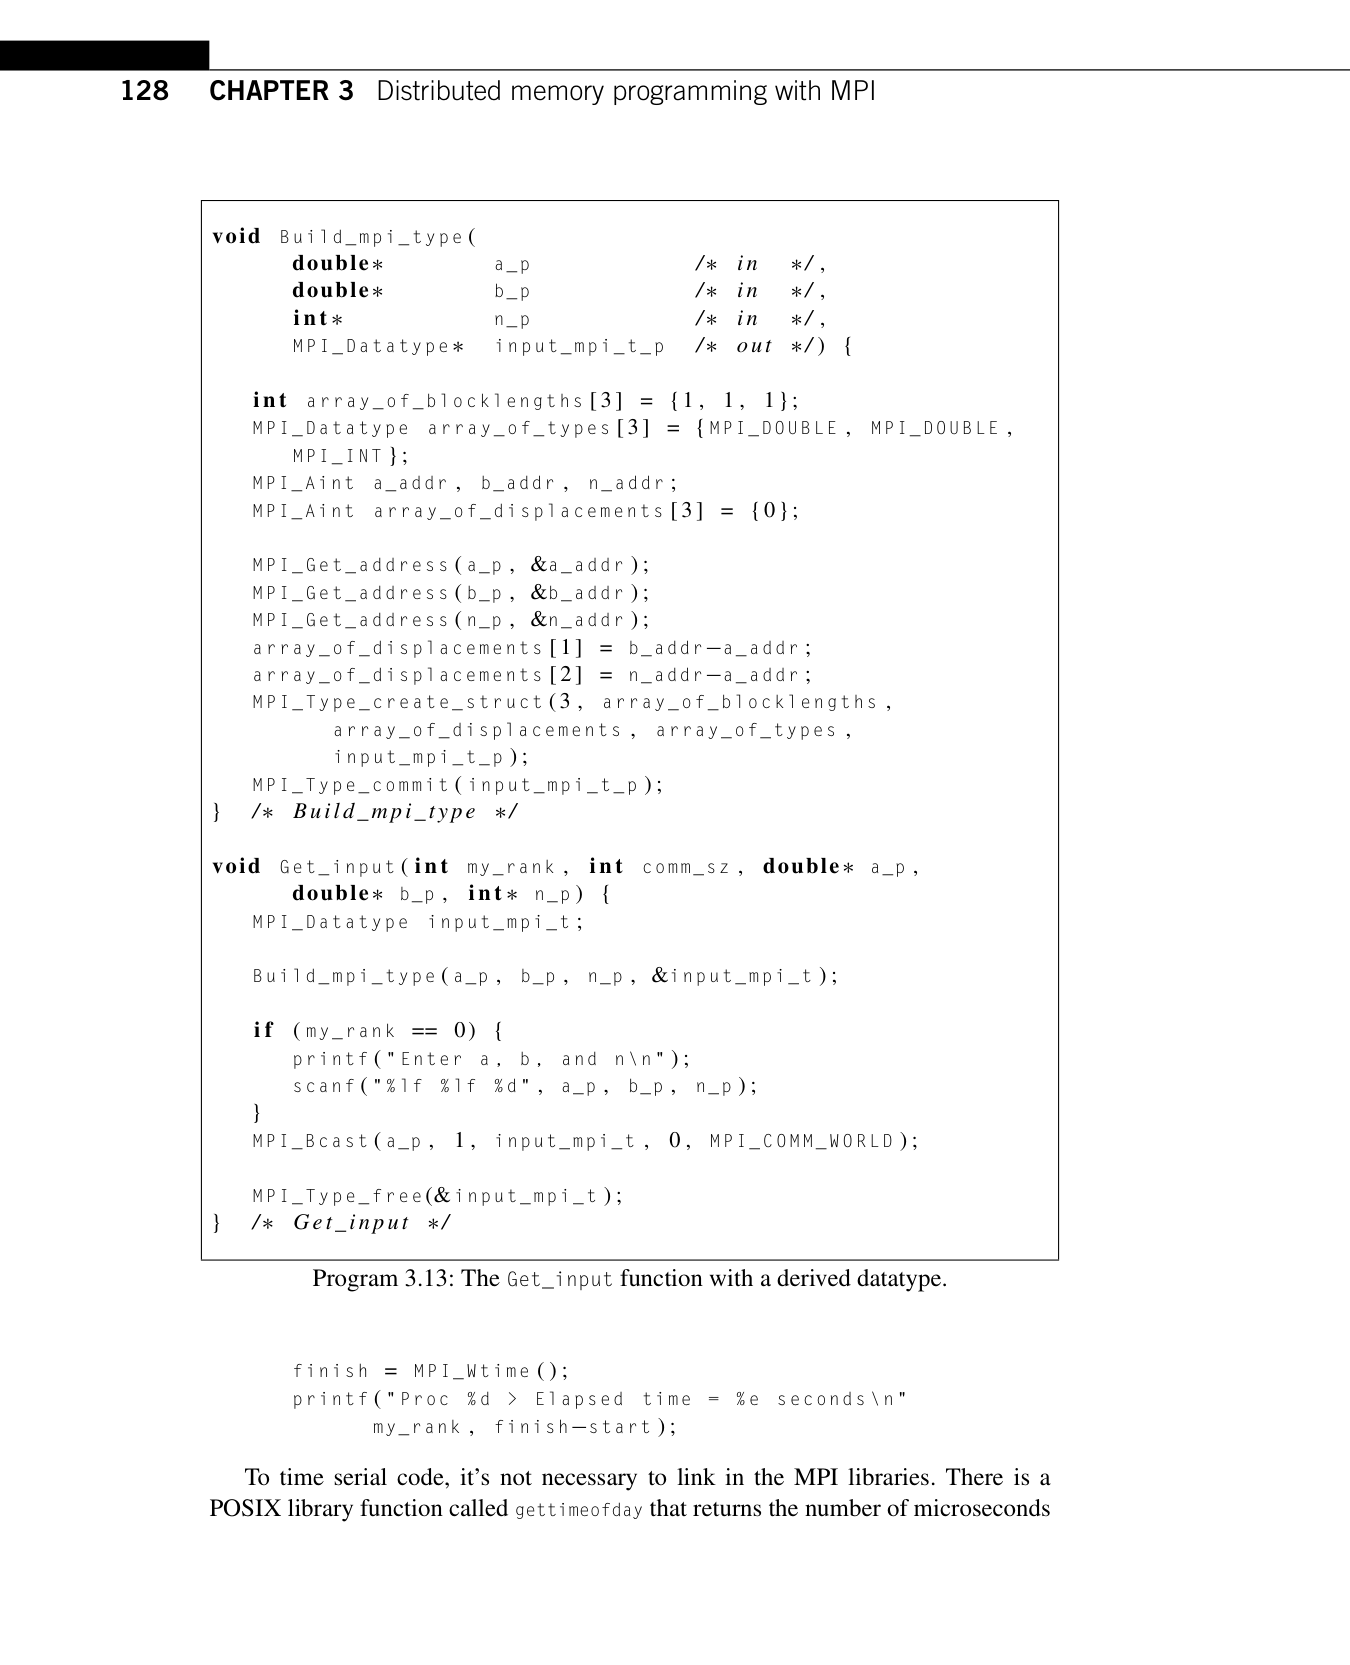 128 CHAPTER 3 Distributed memory programming with MPI
void Build_mpi_type(
double* a_p /* in */,
double* b_p /* in */,
int* n_p /* in */,
MPI_Datatype* input_mpi_t_p /* out */) {
int array_of_blocklengths[3] = {1, 1, 1};
MPI_Datatype array_of_types[3] = {MPI_DOUBLE, MPI_DOUBLE,
MPI_INT};
MPI_Aint a_addr, b_addr, n_addr;
MPI_Aint array_of_displacements[3] = {0};
MPI_Get_address(a_p, &a_addr);
MPI_Get_address(b_p, &b_addr);
MPI_Get_address(n_p, &n_addr);
array_of_displacements[1] = b_addr−a_addr;
array_of_displacements[2] = n_addr−a_addr;
MPI_Type_create_struct(3, array_of_blocklengths,
array_of_displacements, array_of_types,
input_mpi_t_p);
MPI_Type_commit(input_mpi_t_p);
} /* Build_mpi_type */
void Get_input(int my_rank, int comm_sz, double* a_p,
double* b_p, int* n_p) {
MPI_Datatype input_mpi_t;
Build_mpi_type(a_p, b_p, n_p, &input_mpi_t);
if (my_rank == 0) {
printf("Enter a, b, and n\n");
scanf("%lf %lf %d", a_p, b_p, n_p);
}
MPI_Bcast(a_p, 1, input_mpi_t, 0, MPI_COMM_WORLD);
MPI_Type_free(&input_mpi_t);
} /* Get_input */
Program 3.13: The Get_input function with a derived datatype.
finish = MPI_Wtime();
printf("Proc %d > Elapsed time = %e seconds\n"
my_rank, finish−start);
To time serial code, it's not necessary to link in the MPI libraries. There is a
POSIX library function called gettimeofday that returns the number of microseconds